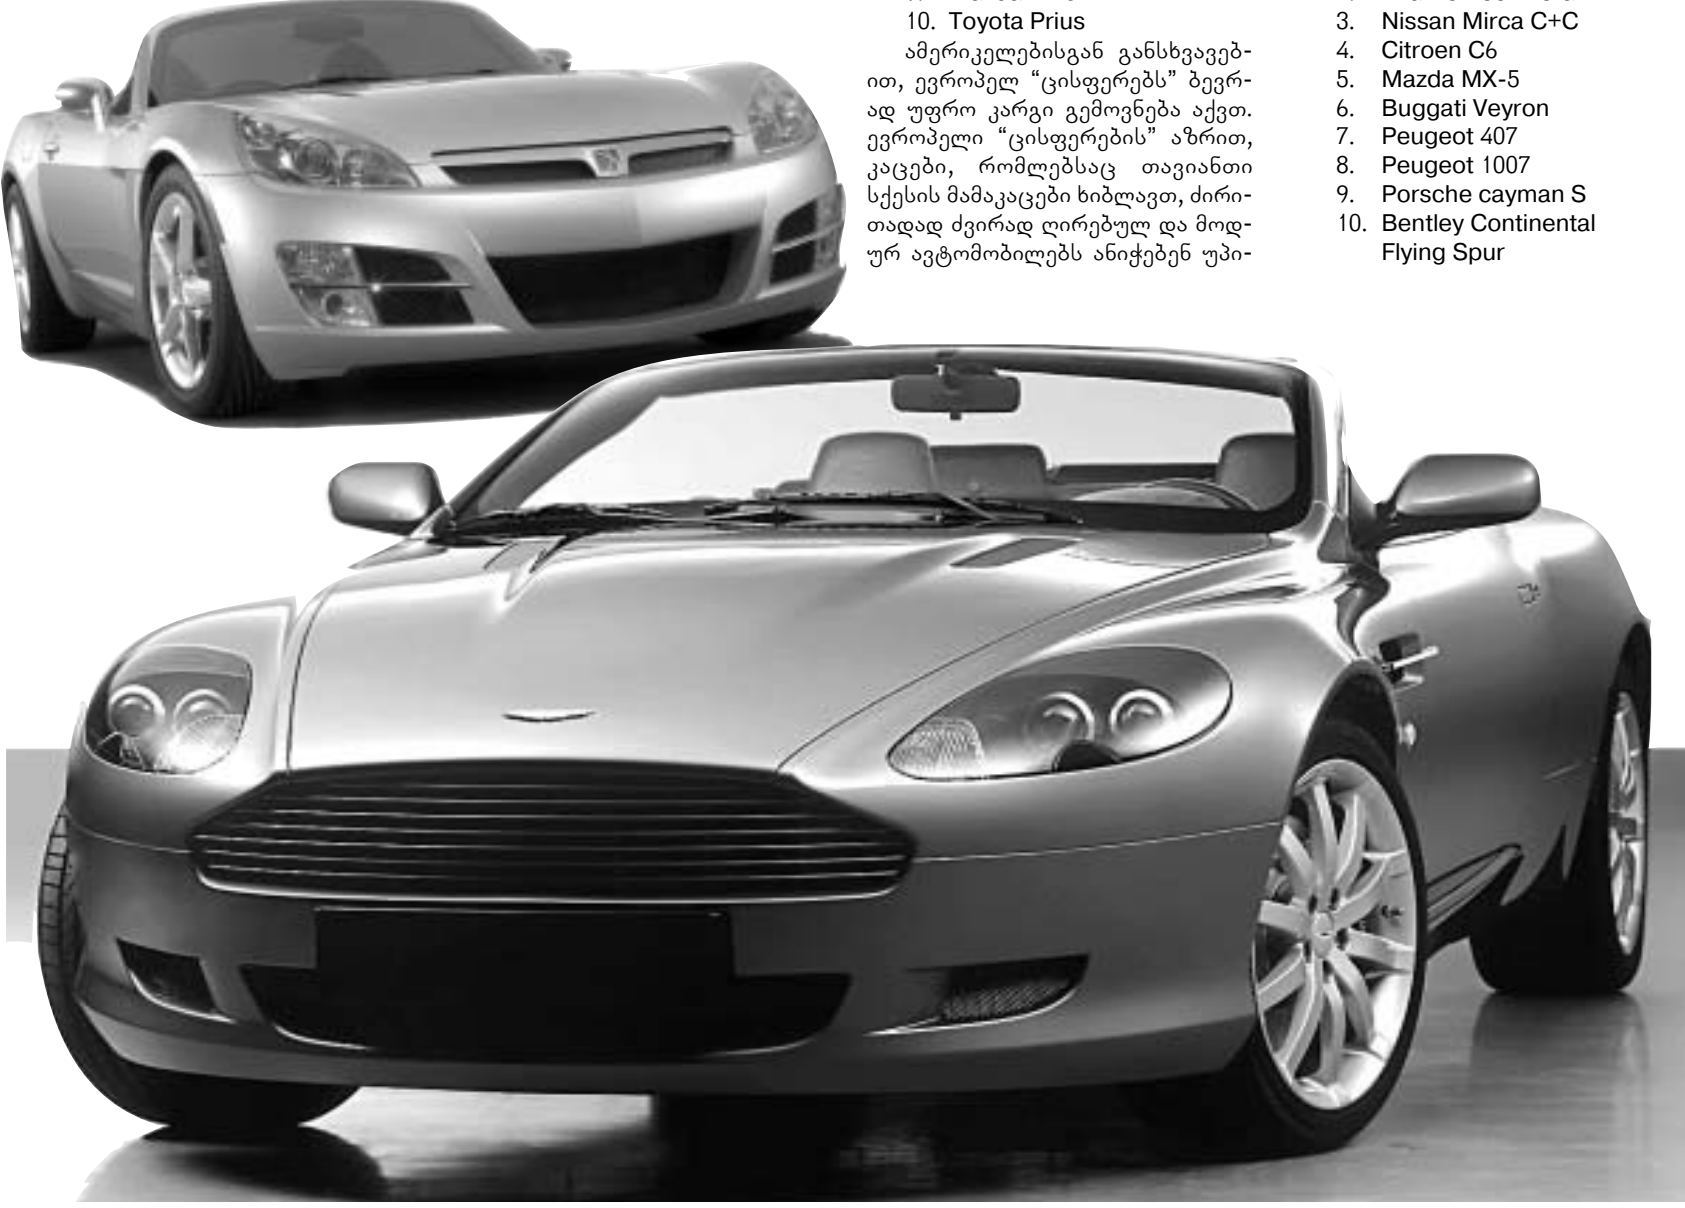 10. Toyota Prius
ამერიკელებისგან განსხვავებ-
ით, ევროპელ “ცისფერებს” ბევრ-
ად უფრო კარგი გემოვნება აქვთ.
ევროპელი “ცისფერების” აზრით,
კაცები, რომლებსაც თავიანთი
სქესის მამაკაცები ხიბლავთ, ძირი-
თადად ძვირად ღირებულ და მოდ-
ურ ავტომობილებს ანიჭებენ უპი-
3. Nissan Mirca C+C
4. Citroen C6
5. Mazda MX-5
6. Buggati Veyron
7. Peugeot 407
8. Peugeot 1007
9. Porsche cayman S
10. Bentley Continental
Flying Spur